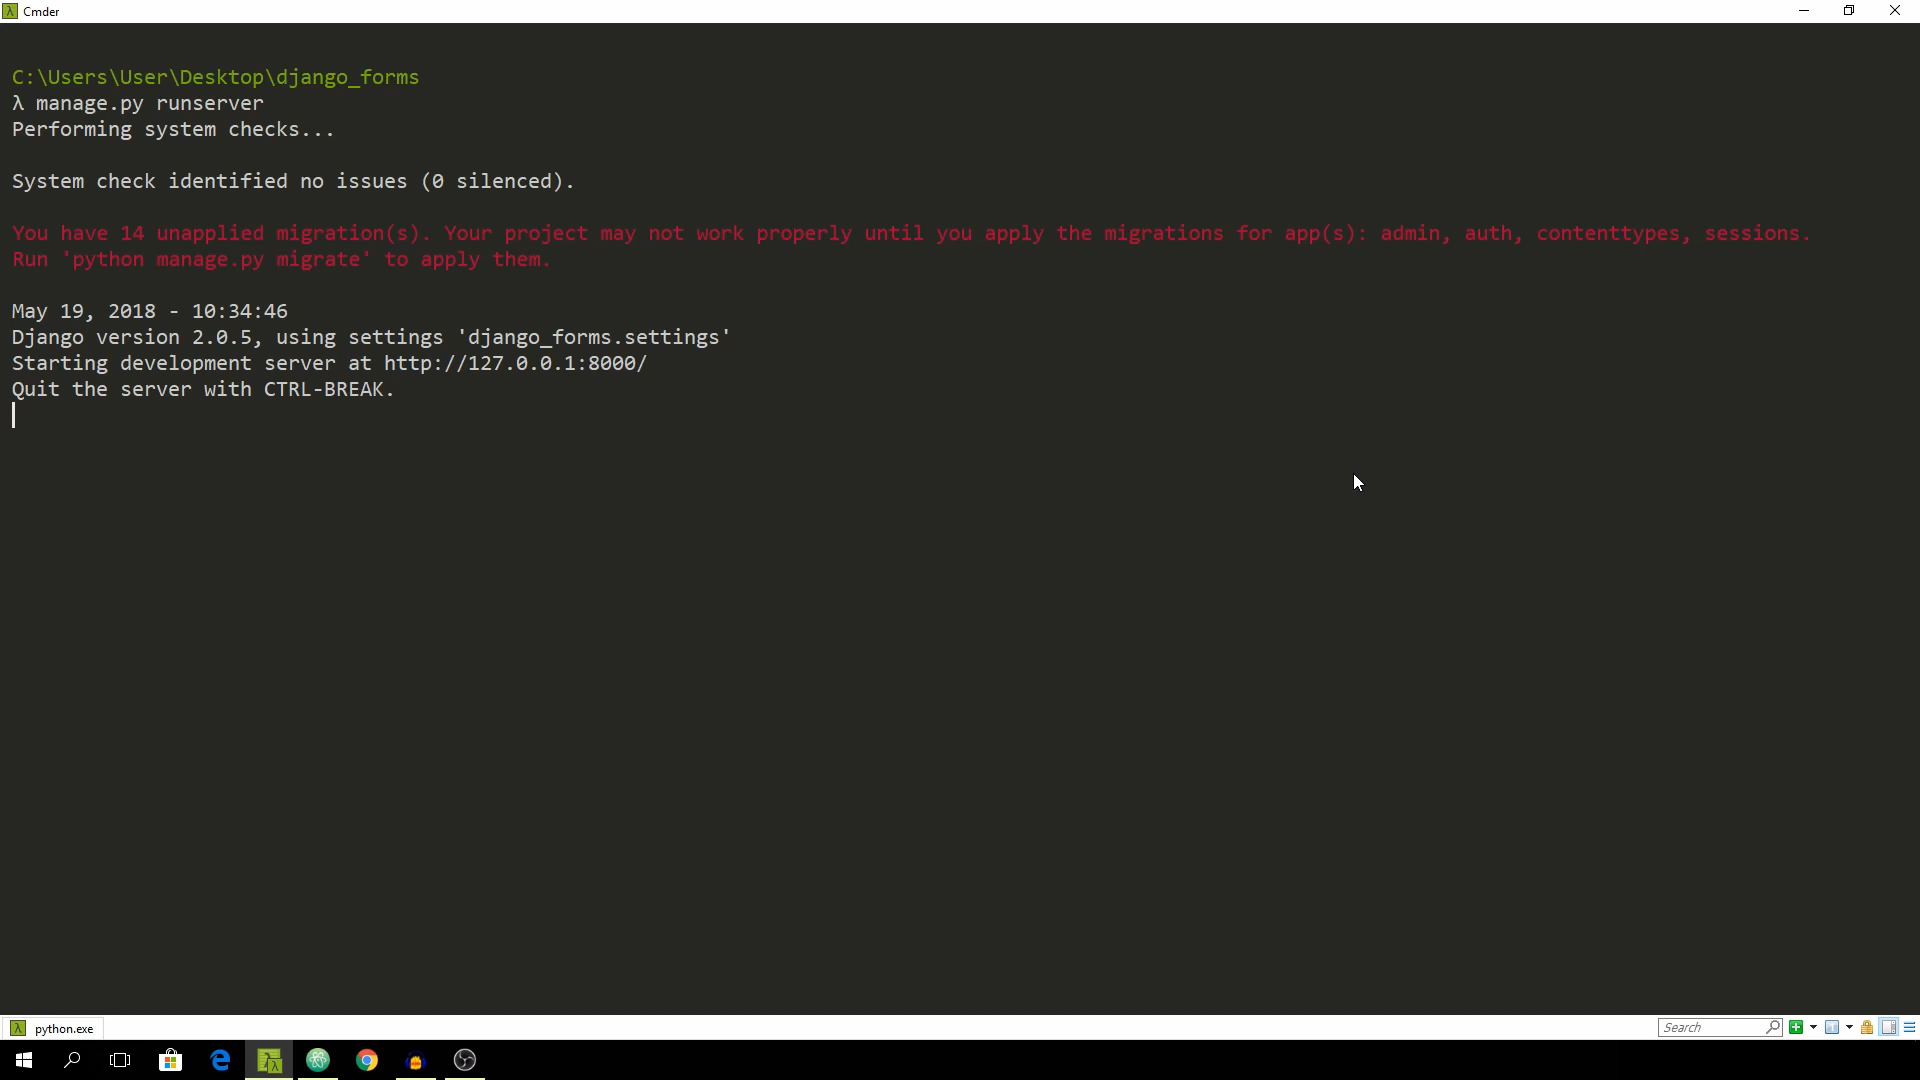 Cmder
C:\Users\User\Desktop\django_forms
λ manage.py runserver
Performing system checks...
System check identified no issues (0 silenced).
You have 14 unapplied migration(s). Your project may not work properly until you apply the migrations for app(s): admin, auth, contenttypes, sessions.
Run 'python manage.py migrate' to apply them.
May 19, 2018 - 10:34:46
Django version 2.0.5, using settings 'django_forms.settings'
Starting development server at http://127.0.0.1:8000/
Quit the server with CTRL-BREAK.
python.exe
Search